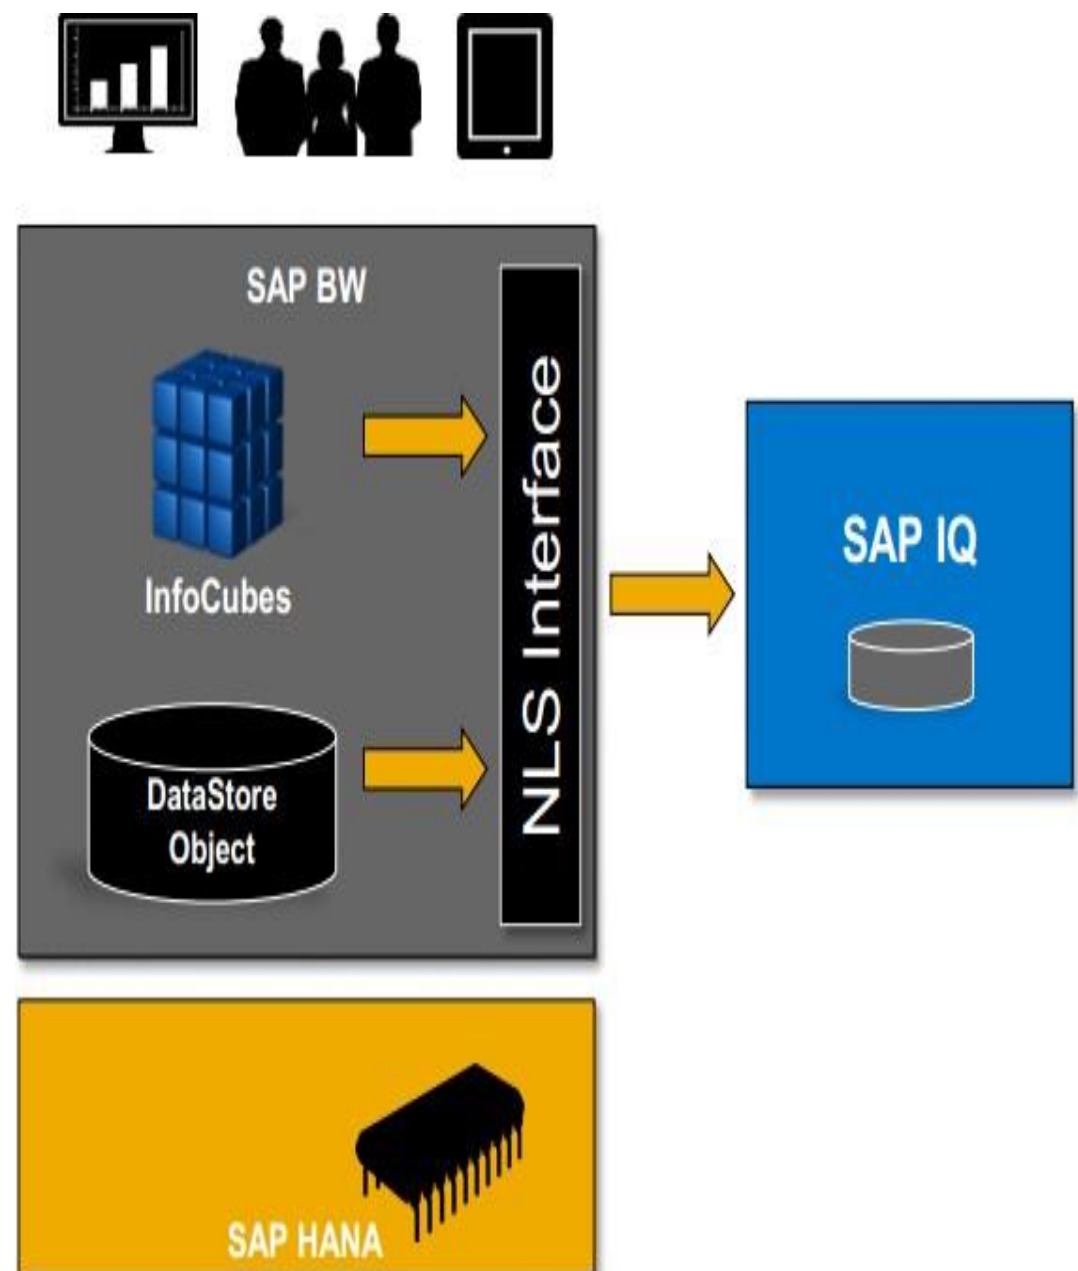 SAP BW
InfoCubes
DataStore
Object
NLS Interface
SAP IQ
SAP HANA